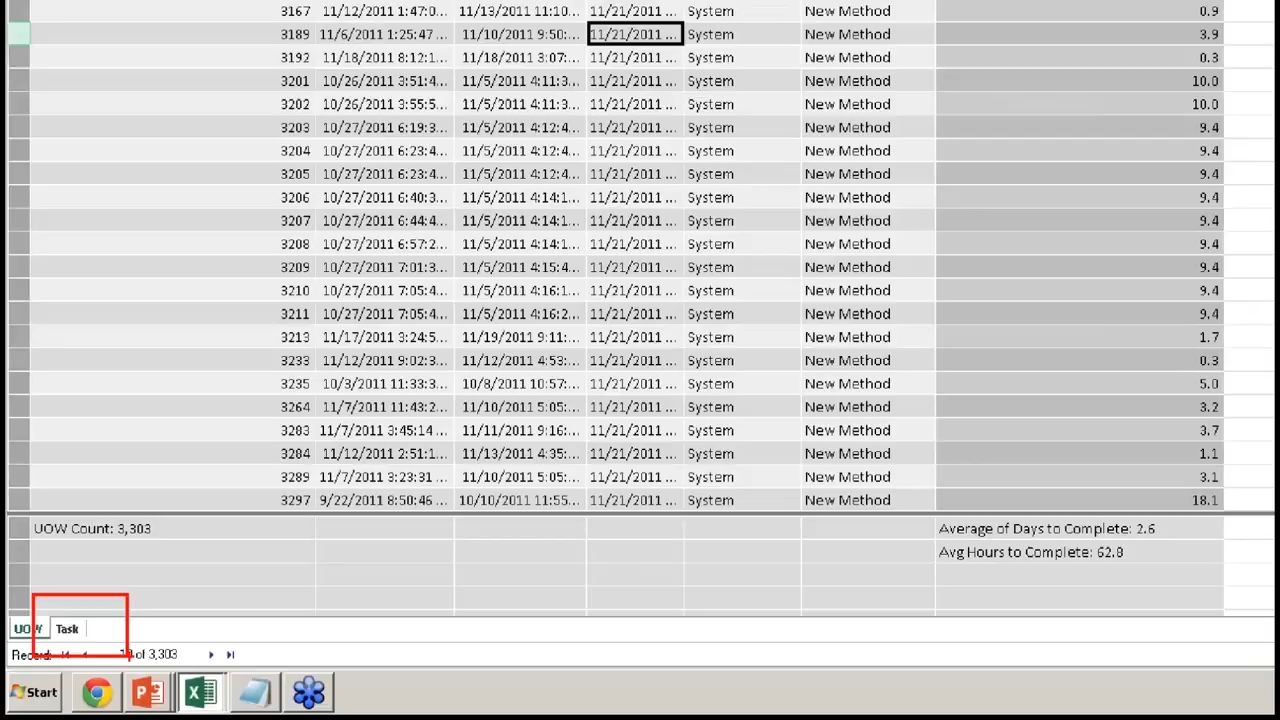 3167 11/12/2011 1:47:0... 11/13/2011 11:10... 11/21/2011 ... System New Method 0.9
3189 11/6/2011 1:25:47 ... 11/10/2011 9:50:... 11/21/2011 ... System New Method 3.9
3192 11/18/2011 8:12:1... 11/18/2011 3:07:... 11/21/2011 ... System New Method 0.3
3201 10/26/2011 3:51:4... 11/5/2011 4:11:3... 11/21/2011 ... System New Method 10.0
3202 10/26/2011 3:55:5... 11/5/2011 4:11:3... 11/21/2011 ... System New Method 10.0
3203 10/27/2011 6:19:3... 11/5/2011 4:12:4... 11/21/2011 ... System New Method 9.4
3204 10/27/2011 6:23:4... 11/5/2011 4:12:4... 11/21/2011 ... System New Method 9.4
3205 10/27/2011 6:23:4... 11/5/2011 4:12:4... 11/21/2011 ... System New Method 9.4
3206 10/27/2011 6:40:3... 11/5/2011 4:14:1... 11/21/2011 ... System New Method 9.4
3207 10/27/2011 6:44:4... 11/5/2011 4:14:1... 11/21/2011 ... System New Method 9.4
3208 10/27/2011 6:57:2... 11/5/2011 4:14:1... 11/21/2011 ... System New Method 9.4
3209 10/27/2011 7:01:3... 11/5/2011 4:15:4... 11/21/2011 ... System New Method 9.4
3210 10/27/2011 7:05:4... 11/5/2011 4:16:1... 11/21/2011 ... System New Method 9.4
3211 10/27/2011 7:05:4... 11/5/2011 4:16:2... 11/21/2011 ... System New Method 9.4
3213 11/17/2011 3:24:5... 11/19/2011 9:11:... 11/21/2011 ... System New Method 1.7
3233 11/12/2011 9:02:3... 11/12/2011 4:53:... 11/21/2011 ... System New Method 0.3
3235 10/3/2011 11:33:3... 10/8/2011 10:57:... 11/21/2011 ... System New Method 5.0
3264 11/7/2011 11:43:2... 11/10/2011 5:05:... 11/21/2011 ... System New Method 3.2
3283 11/7/2011 3:45:14 ... 11/11/2011 9:16:... 11/21/2011 ... System New Method 3.7
3284 11/12/2011 2:51:1... 11/13/2011 4:35:... 11/21/2011 ... System New Method 1.1
3289 11/7/2011 3:23:31 ... 11/10/2011 5:05:... 11/21/2011 ... System New Method 3.1
3297 9/22/2011 8:50:46 ... 10/10/2011 11:55... 11/21/2011 ... System New Method 18.1
UOW Count: 3,303 Average of Days to Complete: 2.6
Avg Hours to Complete: 62.8
UOW Task
Record: of 3,303
Start